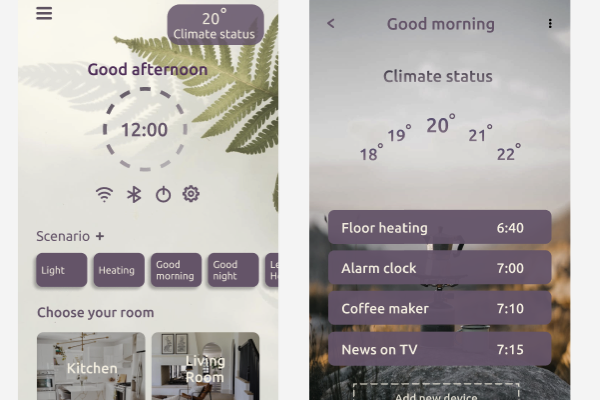 20°
Climate status
Good afternoon
12:00
Scenario +
Light
Heating
Good
morning
Good
night
Choose your room
Kitchen
Living
Room
< Good morning
Climate status
18° 19° 20° 21° 22°
Floor heating 6:40
Alarm clock 7:00
Coffee maker 7:10
News on TV 7:15
Add new device